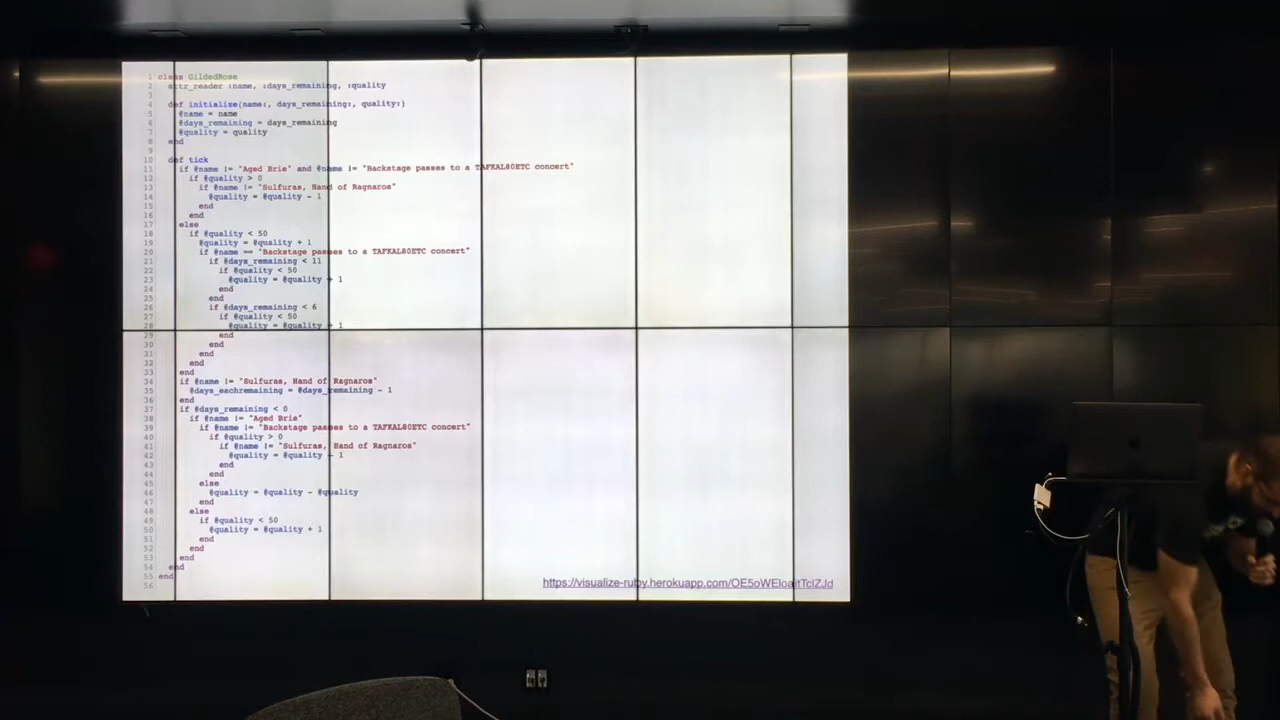 1 class GildedRose
2 attr_reader :name, :days_remaining, :quality
3
4 def initialize(name:, days_remaining:, quality:)
5 @name = name
6 @days_remaining = days_remaining
7 @quality = quality
8 end
9
10 def tick
11 if @name != "Aged Brie" and @name != "Backstage passes to a TAFKAL80ETC concert"
12 if @quality > 0
13 if @name != "Sulfuras, Hand of Ragnaros"
14 @quality = @quality - 1
15 end
16 end
17 else
18 if @quality < 50
19 @quality = @quality + 1
20 if @name == "Backstage passes to a TAFKAL80ETC concert"
21 if @days_remaining < 11
22 if @quality < 50
23 @quality = @quality + 1
24 end
25 end
26 if @days_remaining < 6
27 if @quality < 50
28 @quality = @quality + 1
29 end
30 end
31 end
32 end
33 end
34 if @name != "Sulfuras, Hand of Ragnaros"
35 @days_eachremaining = @days_remaining - 1
36 end
37 if @days_remaining < 0
38 if @name != "Aged Brie"
39 if @name != "Backstage passes to a TAFKAL80ETC concert"
40 if @quality > 0
41 if @name != "Sulfuras, Hand of Ragnaros"
42 @quality = @quality - 1
43 end
44 end
45 else
46 @quality = @quality - @quality
47 end
48 else
49 if @quality < 50
50 @quality = @quality + 1
51 end
52 end
53 end
54 end
55 end
56